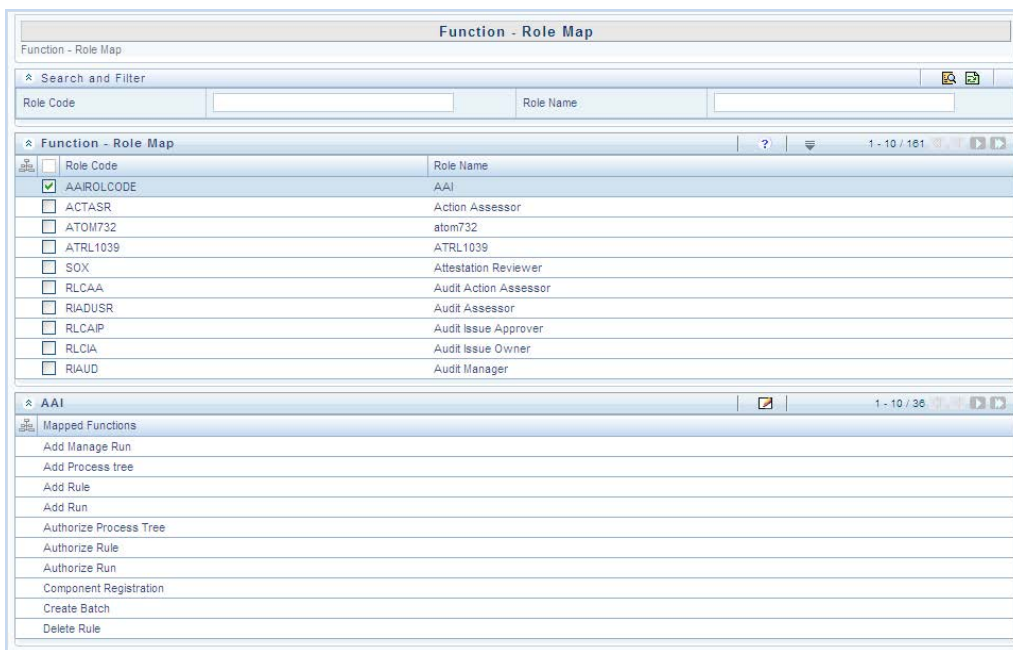 Function - Role Map
Function - Role Map
Search and Filter
Role Code Role Name
Function - Role Map ? 1 - 10 / 161
Role Code Role Name
AAIROLCODE AAI
ACTASR Action Assessor
ATOM732 atom732
ATRL1039 ATRL1039
SOX Attestation Reviewer
RLCAA Audit Action Assessor
RIADUSR Audit Assessor
RLCAIP Audit Issue Approver
RLCIA Audit Issue Owner
RIAUD Audit Manager
AAI 1 - 10 / 36
Mapped Functions
Add Manage Run
Add Process tree
Add Rule
Add Run
Authorize Process Tree
Authorize Rule
Authorize Run
Component Registration
Create Batch
Delete Rule